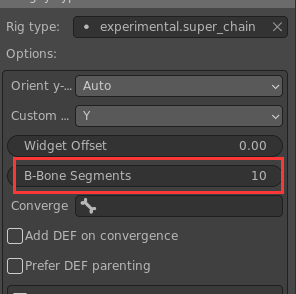 Rig type: experimental.super_chain
Options:
Orient y-... Auto
Custom ... Y
Widget Offset 0.00
B-Bone Segments 10
Converge
Add DEF on convergence
Prefer DEF parenting